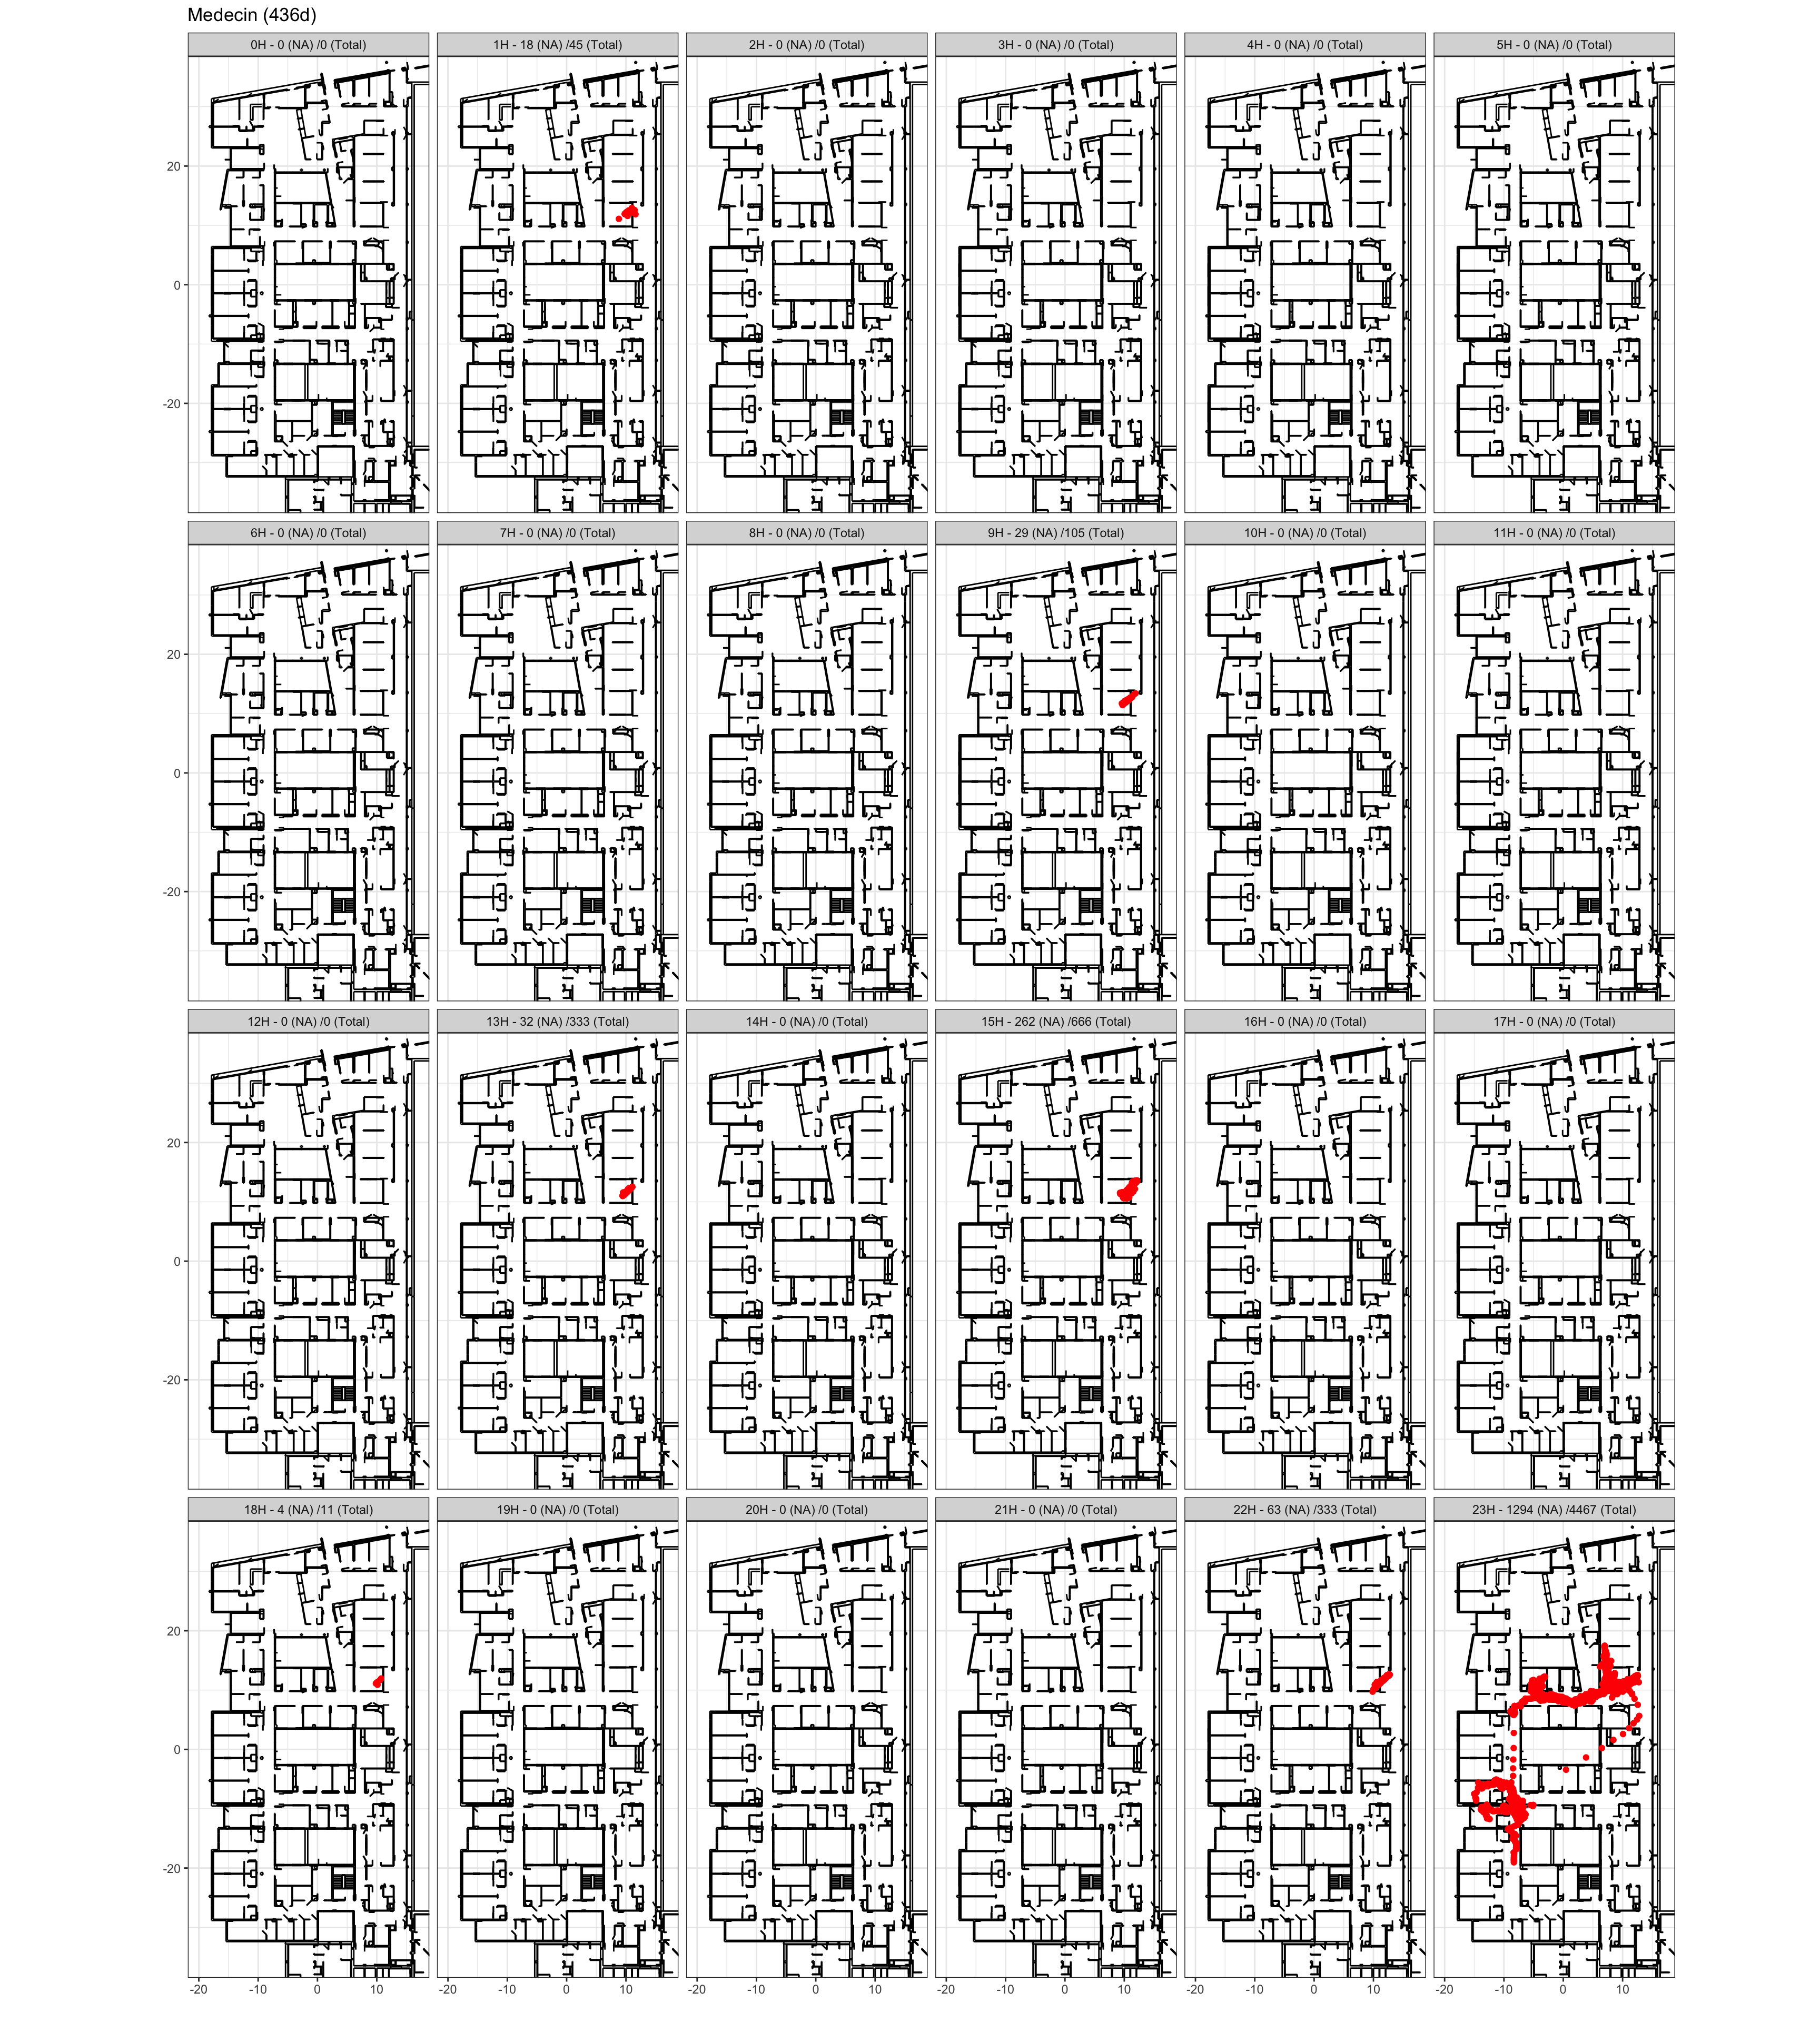 Medecin (436d)
0H - 0 (NA) /0 (Total) 1H - 18 (NA) /45 (Total) 2H - 0 (NA) /0 (Total) 3H - 0 (NA) /0 (Total) 4H - 0 (NA) /0 (Total) 5H - 0 (NA) /0 (Total)
20
0
-20
6H - 0 (NA) /0 (Total) 7H - 0 (NA) /0 (Total) 8H - 0 (NA) /0 (Total) 9H - 29 (NA) /105 (Total) 10H - 0 (NA) /0 (Total) 11H - 0 (NA) /0 (Total)
20
0
-20
12H - 0 (NA) /0 (Total) 13H - 32 (NA) /333 (Total) 14H - 0 (NA) /0 (Total) 15H - 262 (NA) /666 (Total) 16H - 0 (NA) /0 (Total) 17H - 0 (NA) /0 (Total)
20
0
-20
18H - 4 (NA) /11 (Total) 19H - 0 (NA) /0 (Total) 20H - 0 (NA) /0 (Total) 21H - 0 (NA) /0 (Total) 22H - 63 (NA) /333 (Total) 23H - 1294 (NA) /4467 (Total)
20
0
-20
-20 -10 0 10 -20 -10 0 10 -20 -10 0 10 -20 -10 0 10 -20 -10 0 10 -20 -10 0 10